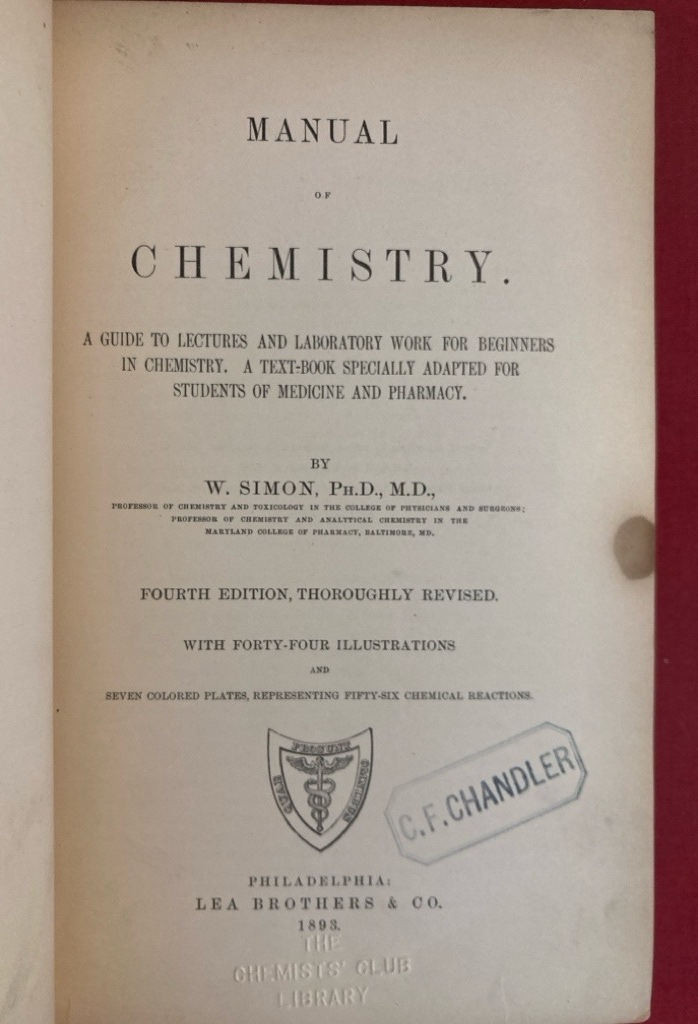 MANUAL
OF
CHEMISTRY.
A GUIDE TO LECTURES AND LABORATORY WORK FOR BEGINNERS
IN CHEMISTRY. A TEXT-BOOK SPECIALLY ADAPTED FOR
STUDENTS OF MEDICINE AND PHARMACY.
BY
W. SIMON, PH.D., M.D.,
PROFESSOR OF CHEMISTRY AND TOXICOLOGY IN THE COLLEGE OF PHYSICIANS AND SURGEONS;
PROFESSOR OF CHEMISTRY AND ANALYTICAL CHEMISTRY IN THE
MARYLAND COLLEGE OF PHARMACY, BALTIMORE, MD.
FOURTH EDITION, THOROUGHLY REVISED.
WITH FORTY-FOUR ILLUSTRATIONS
AND
SEVEN COLORED PLATES, REPRESENTING FIFTY-SIX CHEMICAL REACTIONS.
PROSUNT
C.F. CHANDLER
PHILADELPHIA:
LEA BROTHERS & CO.
1893.
THE
CHEMISTS' CLUB
LIBRARY